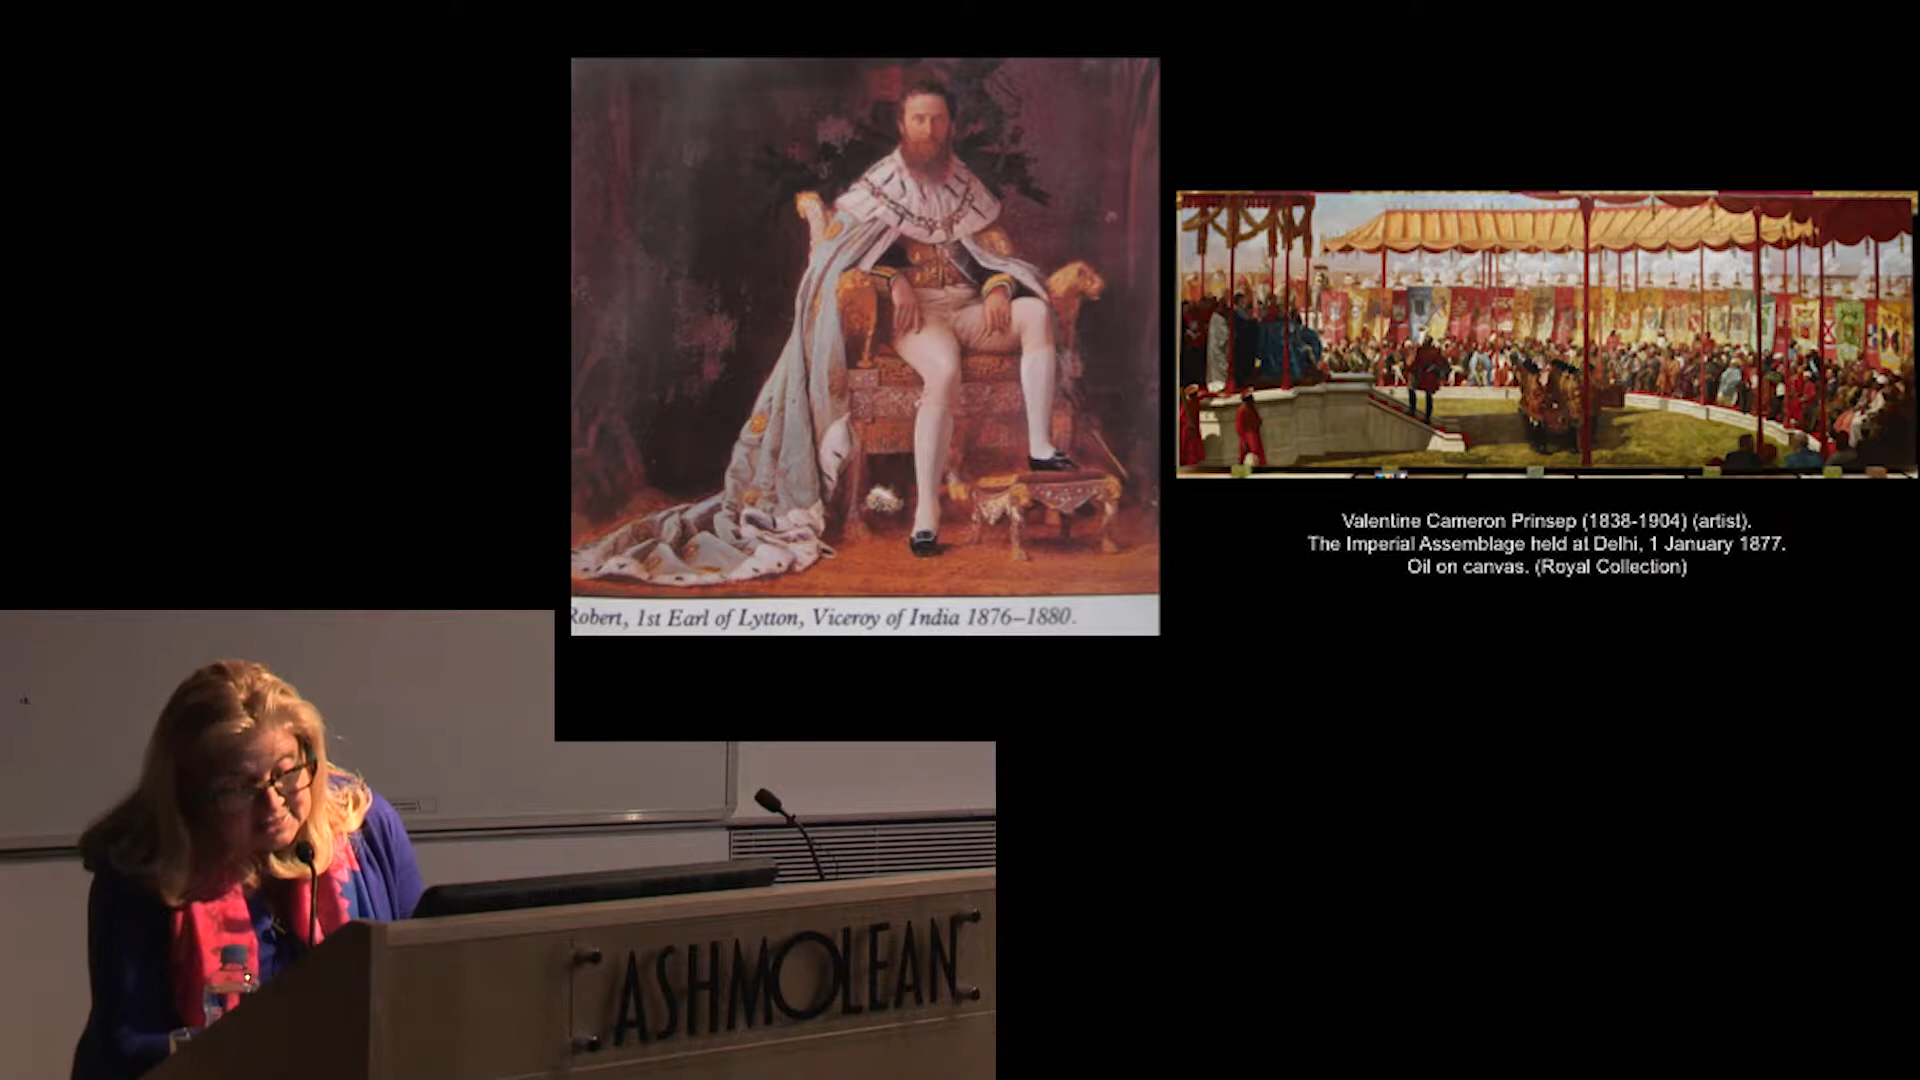 Robert, 1st Earl of Lytton, Viceroy of India 1876–1880.
Valentine Cameron Prinsep (1838-1904) (artist).
The Imperial Assemblage held at Delhi, 1 January 1877.
Oil on canvas. (Royal Collection)
ASHMOLEAN